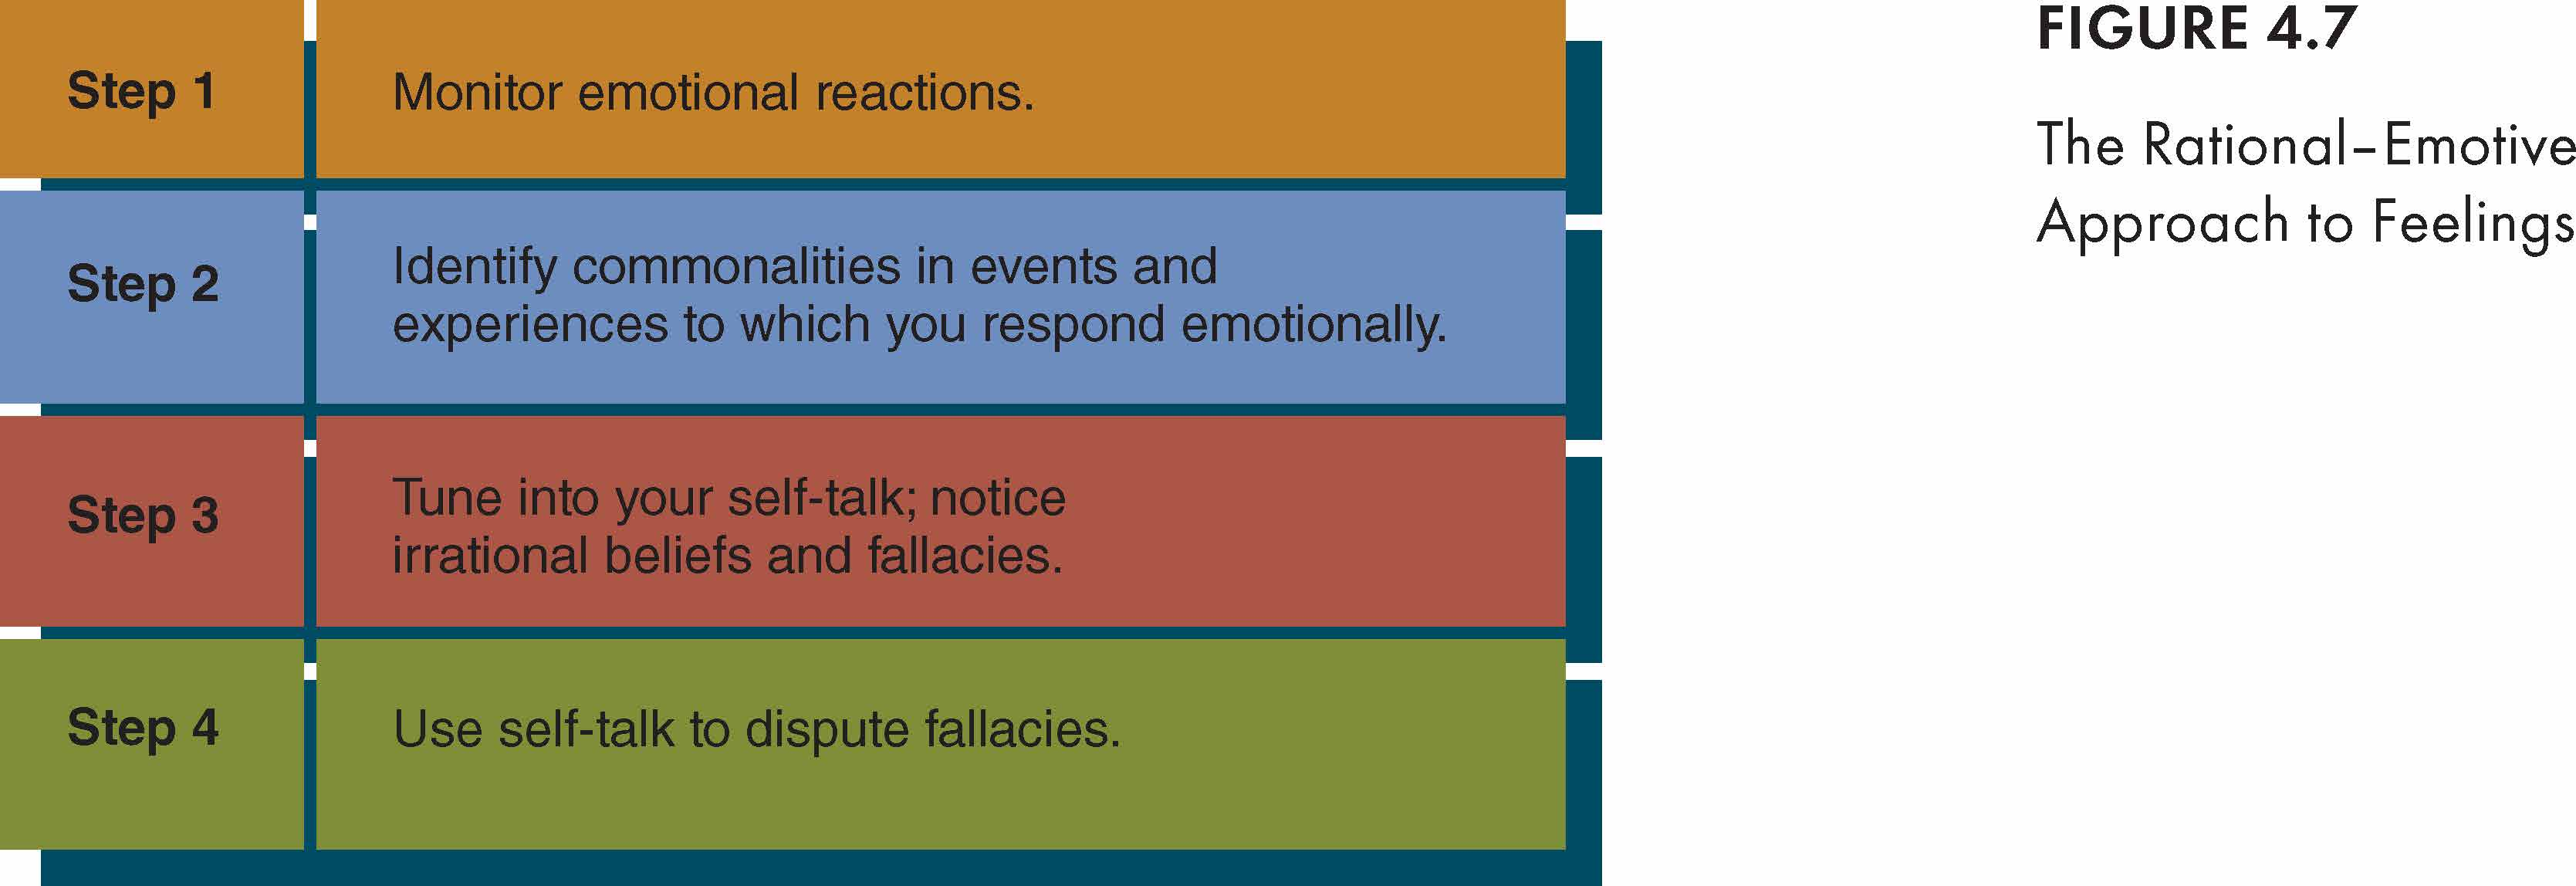 Step 1
Monitor emotional reactions.
Step 2
Identify commonalities in events and
experiences to which you respond emotionally.
Step 3
Tune into your self-talk; notice
irrational beliefs and fallacies.
Step 4
Use self-talk to dispute fallacies.
FIGURE 4.7
The Rational–Emotive
Approach to Feelings